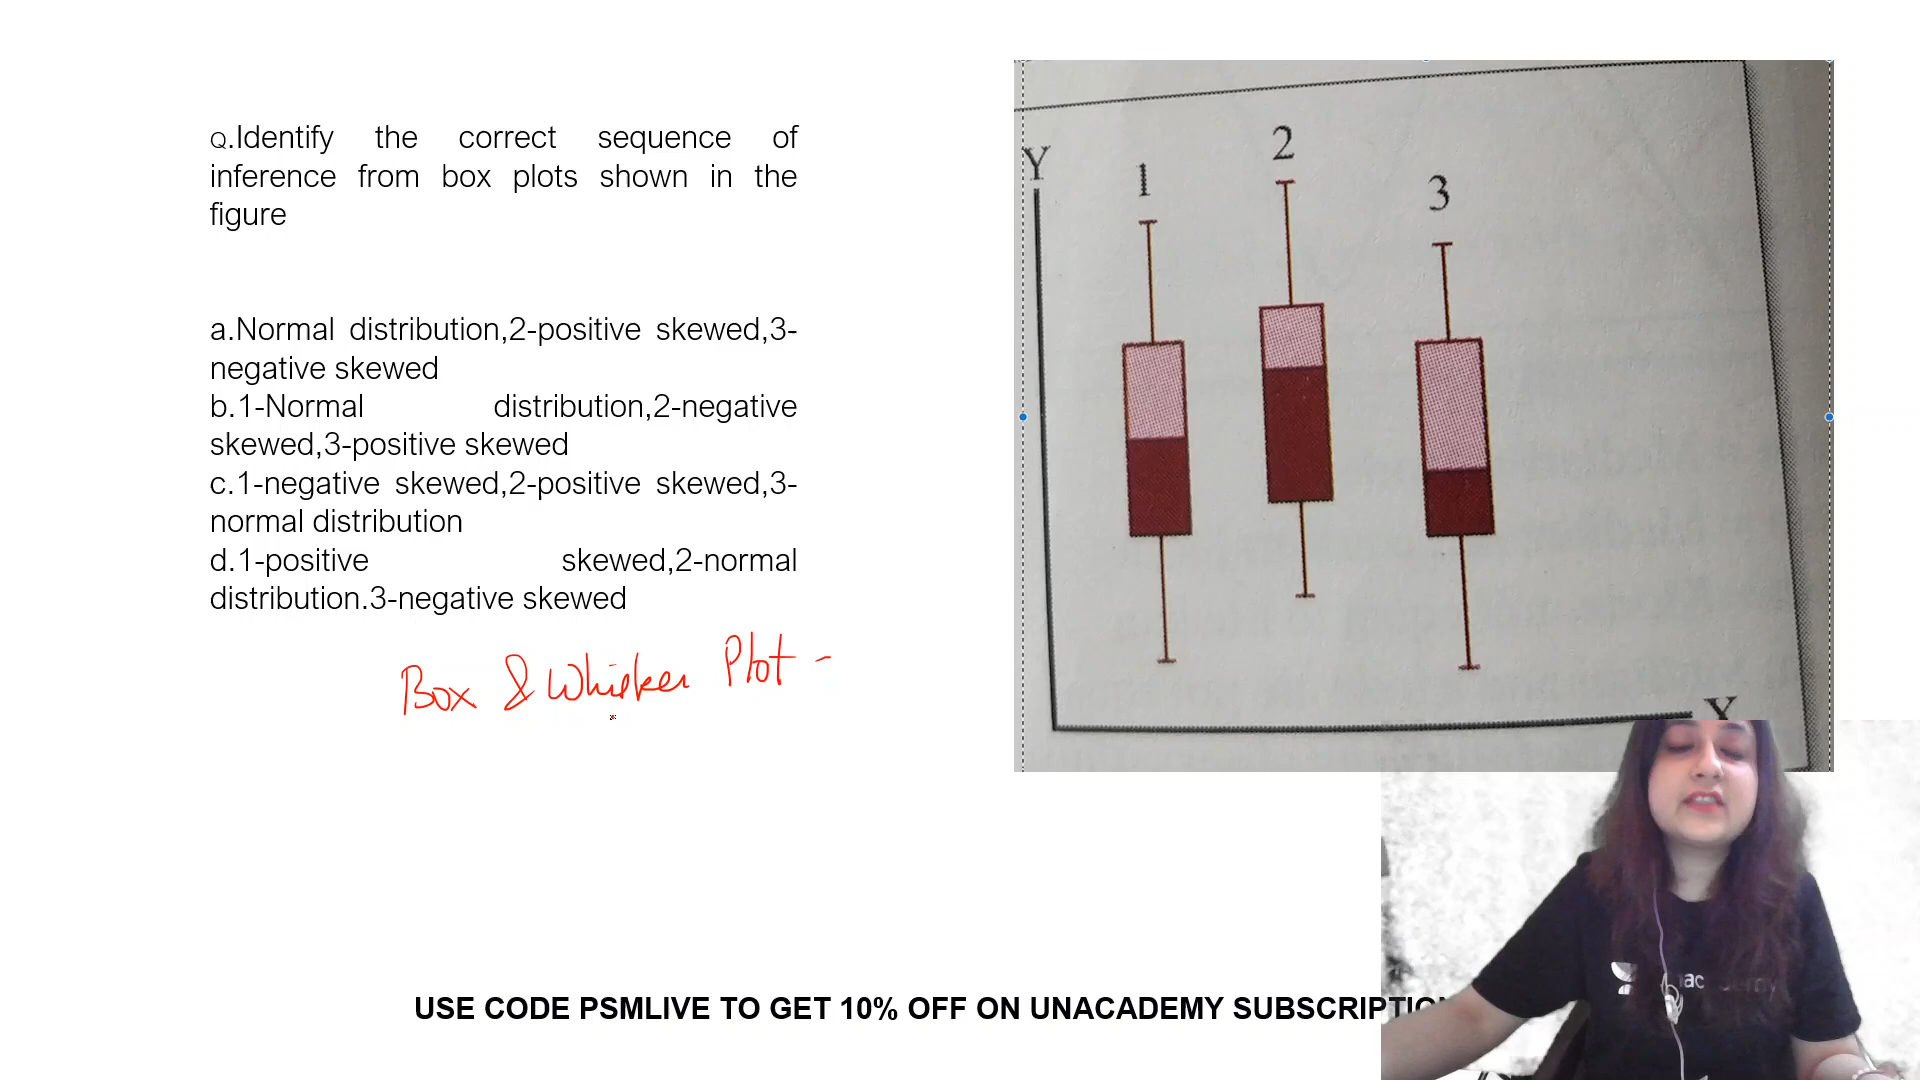 Q.Identify the correct sequence of
inference from box plots shown in the
figure
a.Normal distribution,2-positive skewed,3-
negative skewed
b.1-Normal distribution,2-negative
skewed,3-positive skewed
c.1-negative skewed,2-positive skewed,3-
normal distribution
d.1-positive skewed,2-normal
distribution.3-negative skewed
Box & Whisker Plot -
Y
1
2
3
X
USE CODE PSMLIVE TO GET 10% OFF ON UNACADEMY